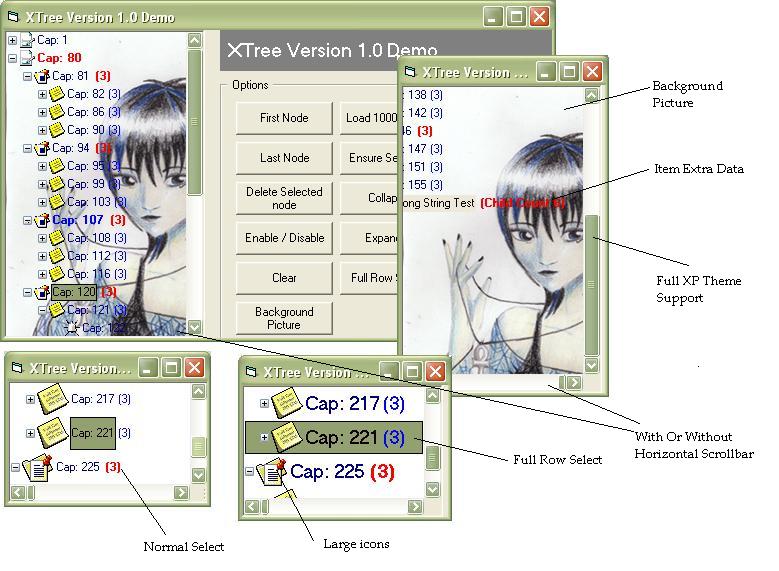 XTree Version 1.0 Demo
Cap: 1
Cap: 80
Cap: 81 (3)
Cap: 82 (3)
Cap: 86 (3)
Cap: 90 (3)
Cap: 94 (3)
Cap: 95 (3)
Cap: 99 (3)
Cap: 103 (3)
Cap: 107 (3)
Cap: 108 (3)
Cap: 112 (3)
Cap: 116 (3)
Cap: 120 (3)
Cap: 121 (3)
Cap: 122
XTree Version 1.0 Demo
Options
First Node
Last Node
Delete Selected
node
Enable / Disable
Clear
Background
Picture
Load 1000
Ensure Se
Collap
Expan
Full Row S
XTree Version ...
: 138 (3)
: 142 (3)
46 (3)
: 147 (3)
: 151 (3)
: 155 (3)
ong String Test (Child Count 0)
Background
Picture
Item Extra Data
Full XP Theme
Support
With Or Without
Horizontal Scrollbar
XTree Version...
Cap: 217 (3)
Cap: 221 (3)
Cap: 225 (3)
Normal Select
XTree Version...
Cap: 217 (3)
Cap: 221 (3)
Cap: 225 (3)
Full Row Select
Large icons